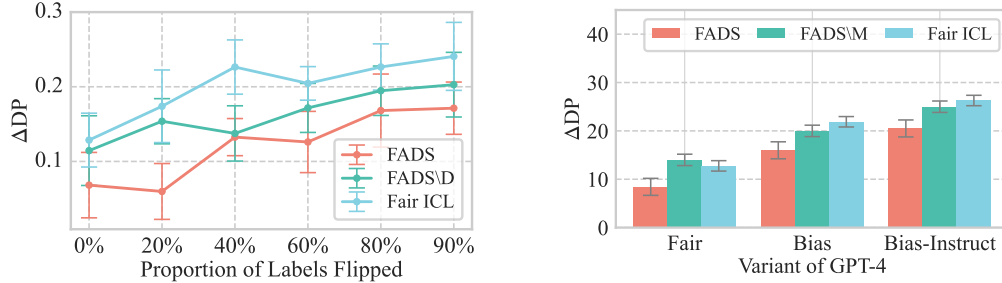 0.3
0.2
0.1
ΔDP
FADS
FADS\D
Fair ICL
0% 20% 40% 60% 80% 90%
Proportion of Labels Flipped
FADS FADS\M Fair ICL
40
30
20
10
0
ΔDP
Fair Bias Bias-Instruct
Variant of GPT-4